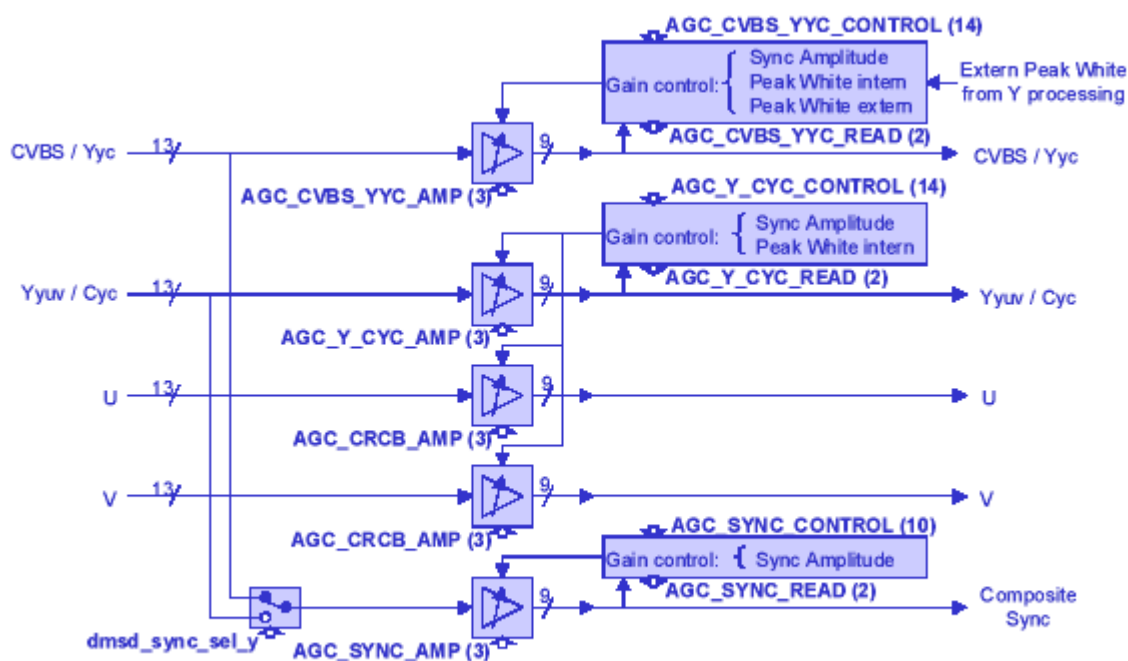 AGC_CVBS_YYC_CONTROL (14)
Gain control:
Sync Amplitude
Peak White intern
Peak White extern
Extern Peak White
from Y processing
AGC_CVBS_YYC_READ (2)
CVBS / Yyc
13
9
CVBS / Yyc
AGC_CVBS_YYC_AMP (3)
AGC_Y_CYC_CONTROL (14)
Gain control:
Sync Amplitude
Peak White intern
AGC_Y_CYC_READ (2)
Yyuv / Cyc
13
9
Yyuv / Cyc
AGC_Y_CYC_AMP (3)
U
13
9
U
AGC_CRCB_AMP (3)
V
13
9
V
AGC_CRCB_AMP (3)
AGC_SYNC_CONTROL (10)
Gain control:
Sync Amplitude
AGC_SYNC_READ (2)
9
Composite
Sync
dmsd_sync_sel_y
AGC_SYNC_AMP (3)